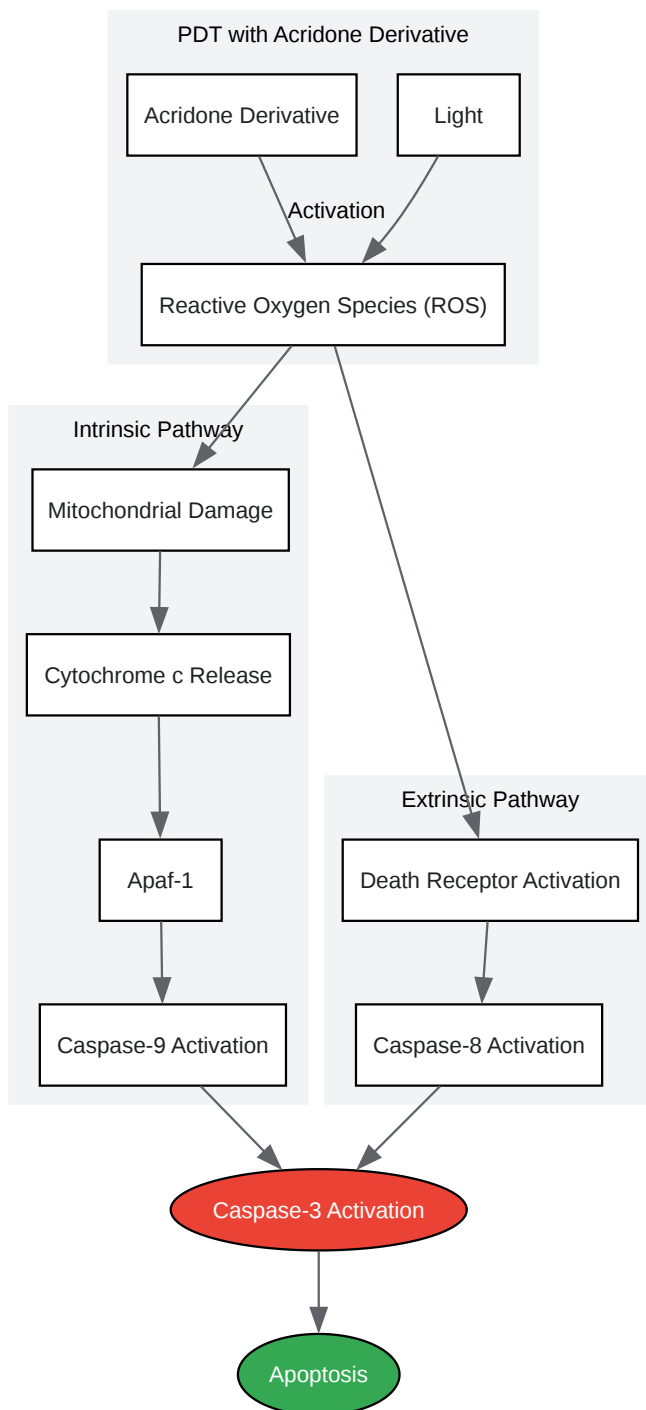 PDT with Acridone Derivative
Acridone Derivative
Light
Activation
Reactive Oxygen Species (ROS)
Intrinsic Pathway
Mitochondrial Damage
Cytochrome c Release
Extrinsic Pathway
Apaf-1
Death Receptor Activation
Caspase-9 Activation
Caspase-8 Activation
Caspase-3 Activation
Apoptosis